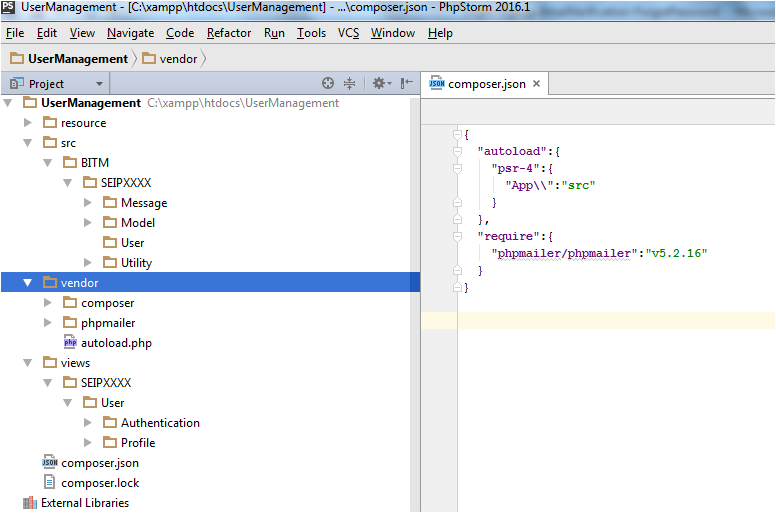 UserManagement - [C:\xampp\htdocs\UserManagement] - ...\composer.json - PhpStorm 2016.1
File Edit View Navigate Code Refactor Run Tools VCS Window Help
UserManagement vendor
Project
composer.json
UserManagement C:\xampp\htdocs\UserManagement
resource
src
BITM
SEIPXXXX
Message
Model
User
Utility
vendor
composer
phpmailer
autoload.php
views
SEIPXXXX
User
Authentication
Profile
composer.json
composer.lock
External Libraries
{
"autoload":{
"psr-4":{
"App\\":"src"
}
},
"require":{
"phpmailer/phpmailer":"v5.2.16"
}
}